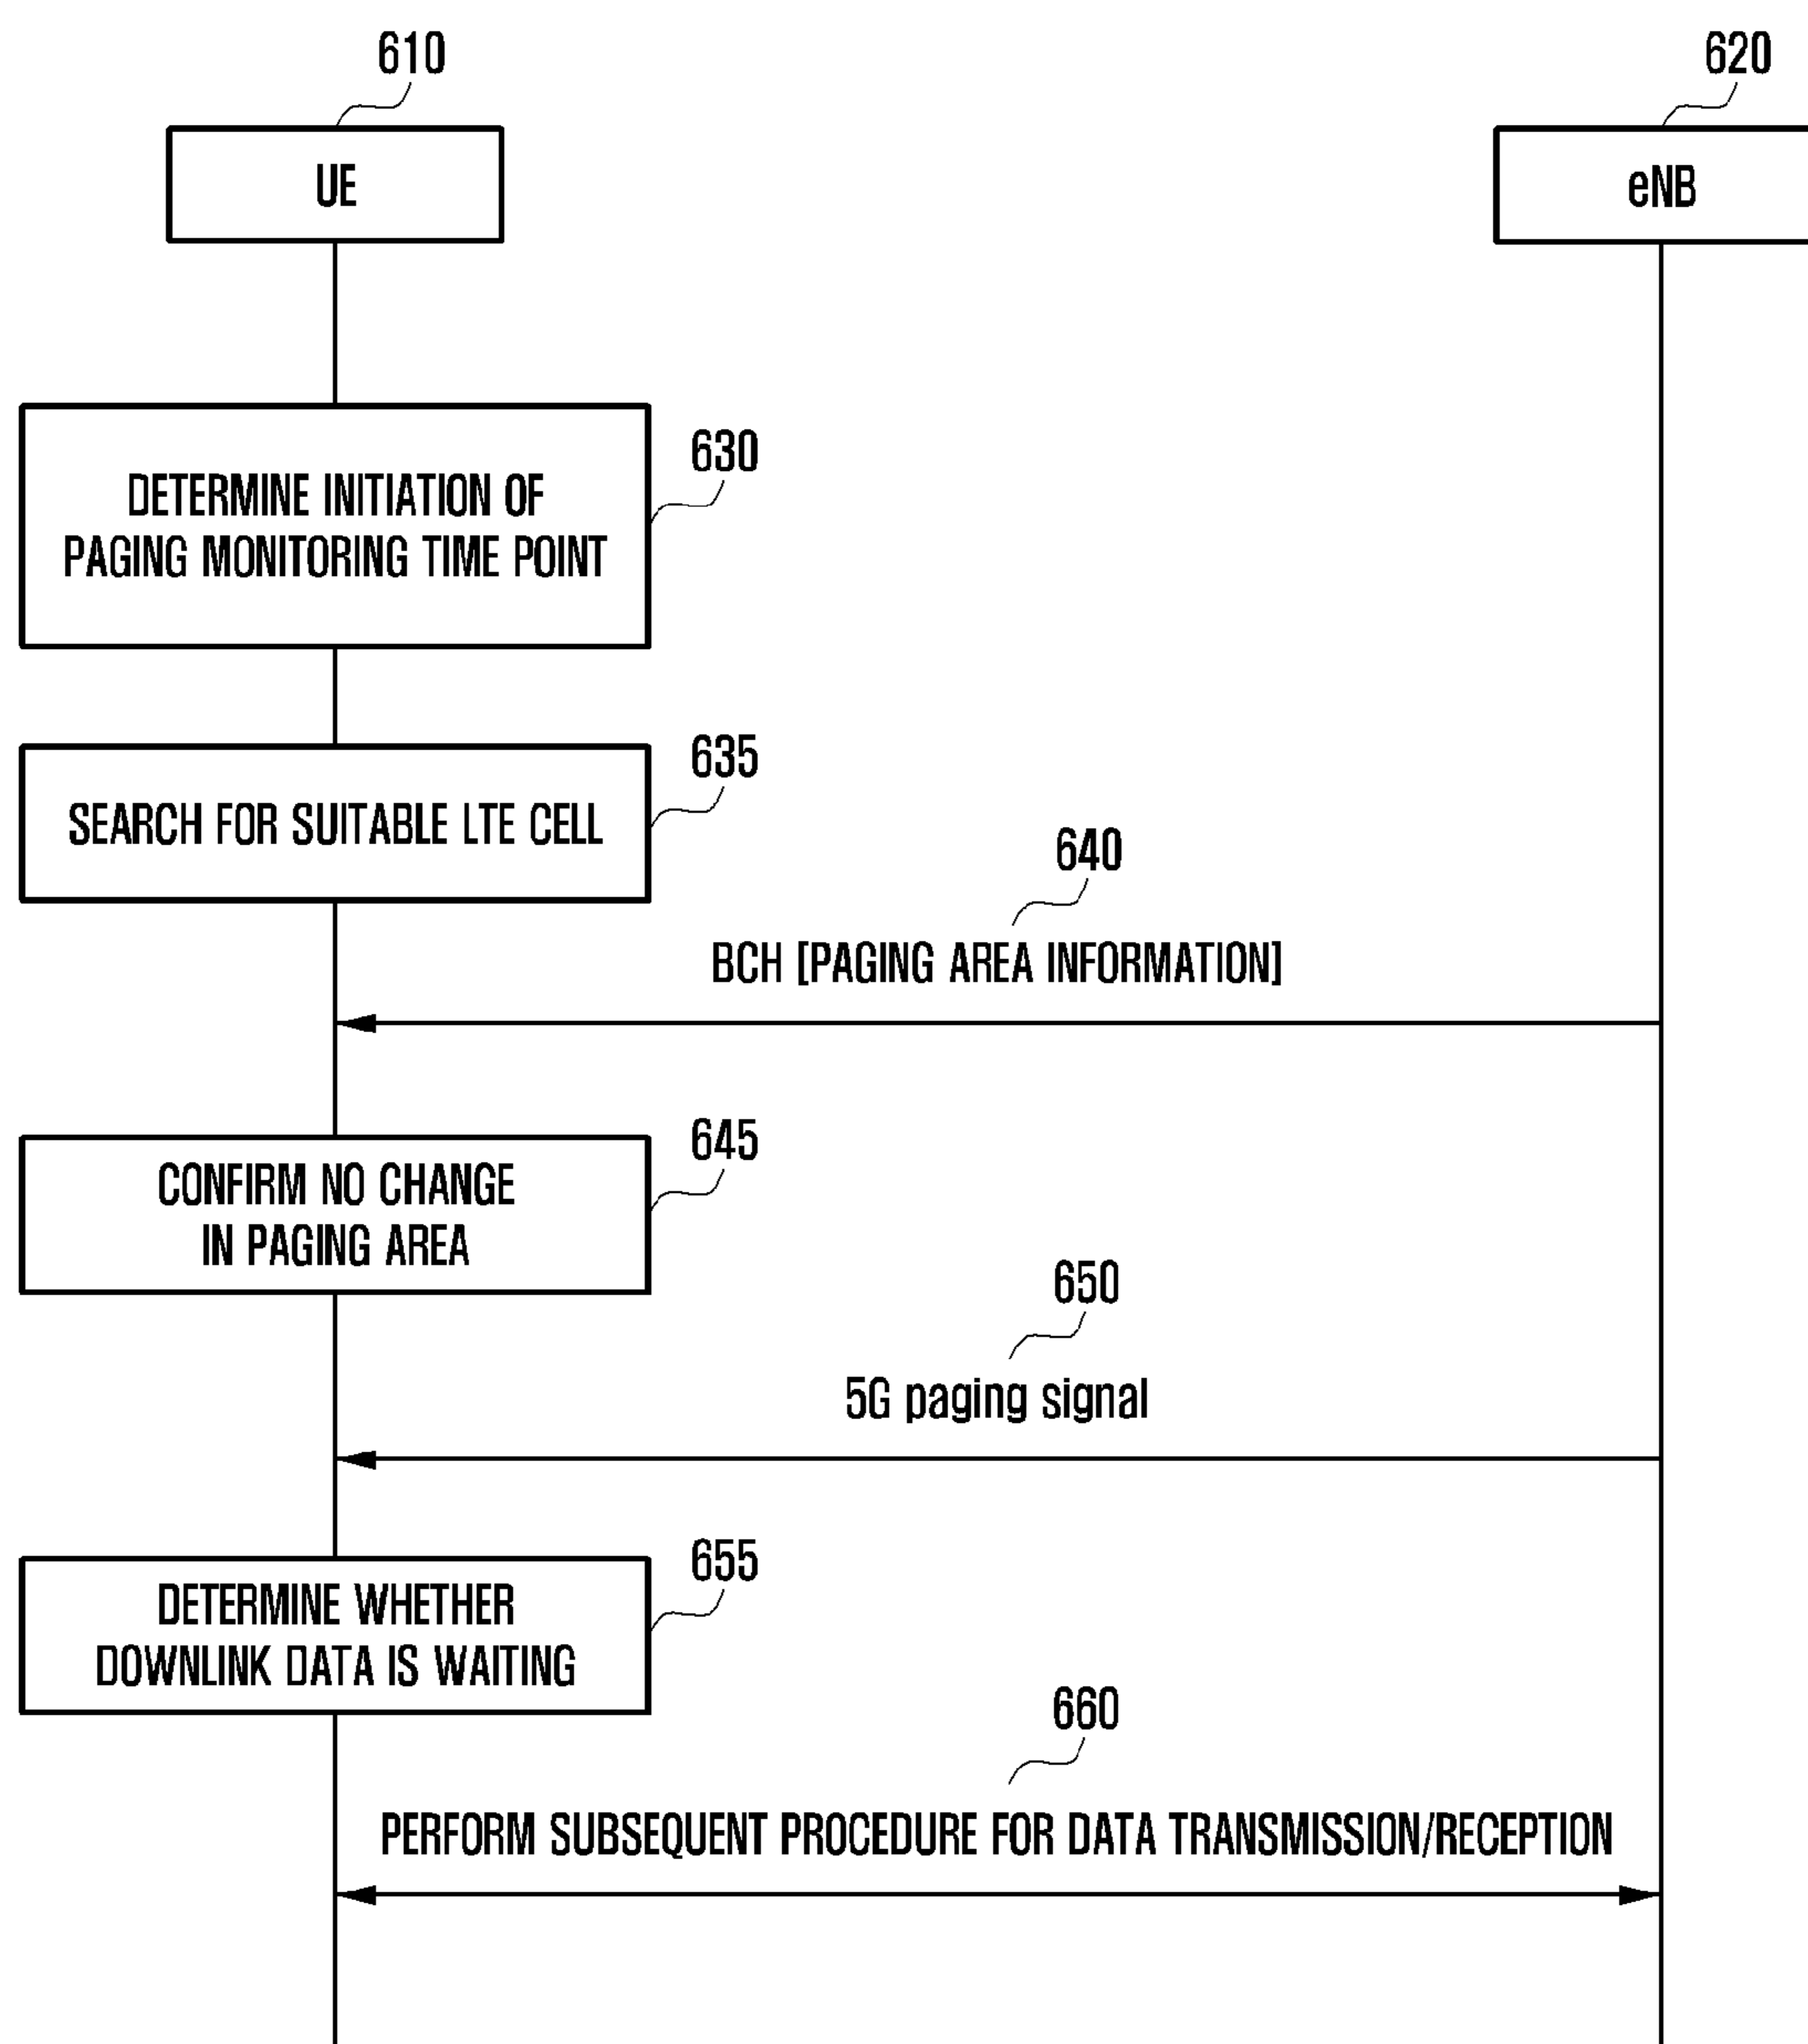 610
620
UE
eNB
630
DETERMINE INITIATION OF
PAGING MONITORING TIME POINT
635
SEARCH FOR SUITABLE LTE CELL
640
BCH [PAGING AREA INFORMATION]
645
CONFIRM NO CHANGE
IN PAGING AREA
650
5G paging signal
655
DETERMINE WHETHER
DOWNLINK DATA IS WAITING
660
PERFORM SUBSEQUENT PROCEDURE FOR DATA TRANSMISSION/RECEPTION